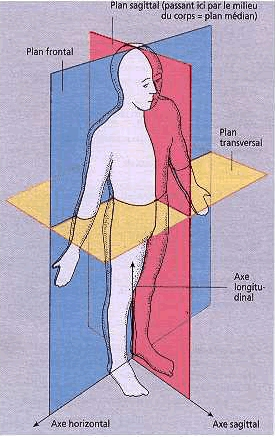 Plan sagittal (passant ici par le milieu
du corps = plan médian)
Plan frontal
Plan
transversal
Axe
longitu-
dinal
Axe horizontal
Axe sagittal